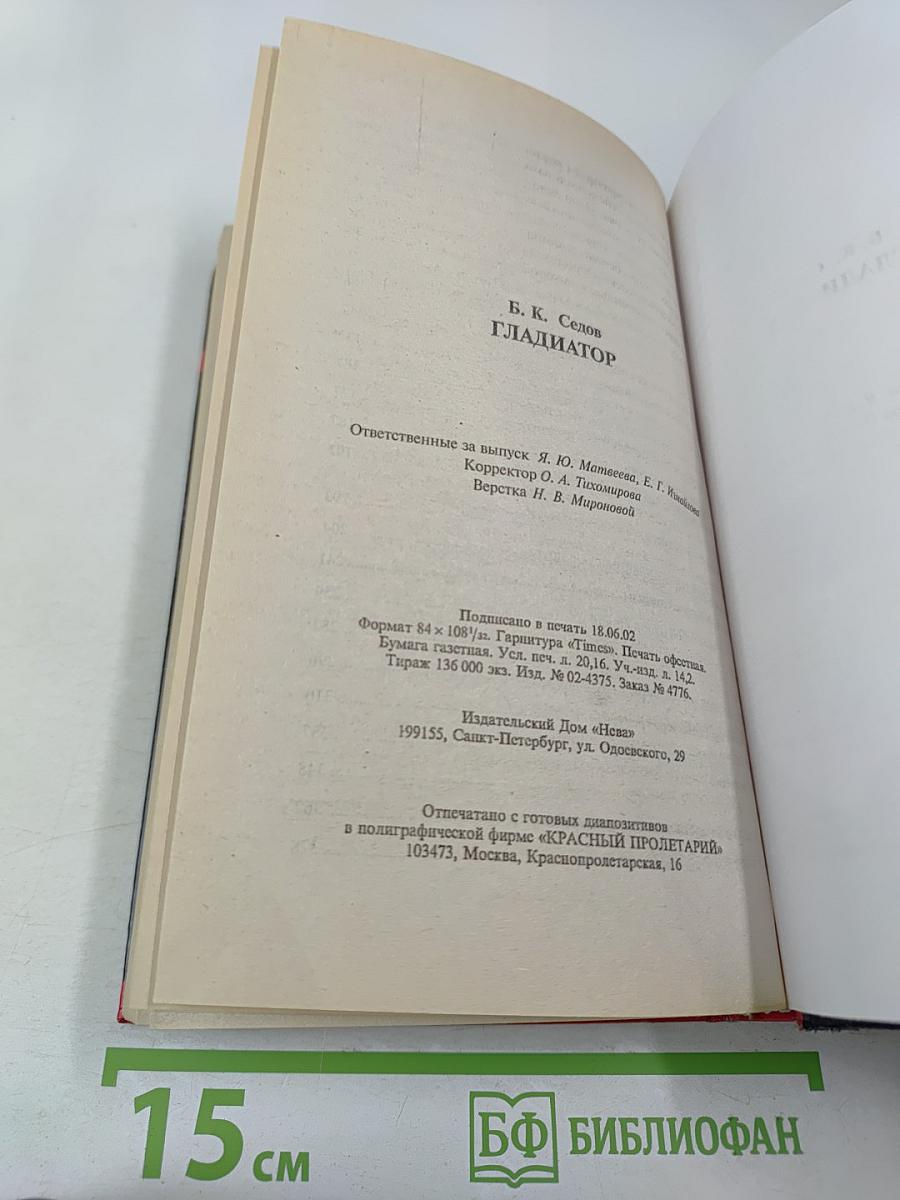 Б. К. Седов
ГЛАДИАТОР
Ответственные за выпуск Я. Ю. Матвеева, Е. Г. Измайлова
Корректор О. А. Тихомирова
Верстка Н. В. Мироновой
Подписано в печать 18.06.02
Формат 84 × 108¹/₃₂. Гарнитура «Times». Печать офсетная.
Бумага газетная. Усл. печ. л. 20,16. Уч.-изд. л. 14,2.
Тираж 136 000 экз. Изд. № 02-4375. Заказ № 4776.
Издательский Дом «Нева»
199155, Санкт-Петербург, ул. Одоевского, 29
Отпечатано с готовых диапозитивов
в полиграфической фирме «КРАСНЫЙ ПРОЛЕТАРИЙ»
103473, Москва, Краснопролетарская, 16
15 см
БФ БИБЛИОФАН